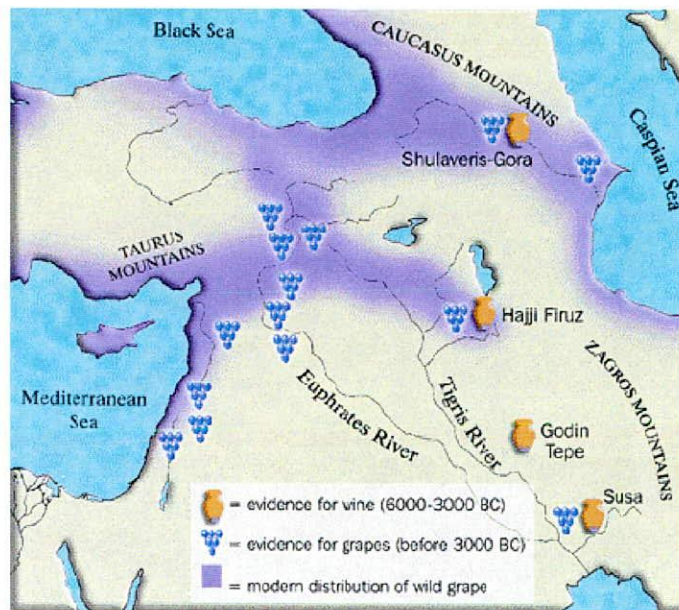 Black Sea
CAUCASUS MOUNTAINS
Caspian Sea
Shulaveris-Gora
TAURUS
MOUNTAINS
Hajji Firuz
Mediterranean
Sea
Euphrates River
Tigris River
ZAGROS MOUNTAINS
Godin
Tepe
Susa
= evidence for vine (6000-3000 BC)
= evidence for grapes (before 3000 BC)
= modern distribution of wild grape